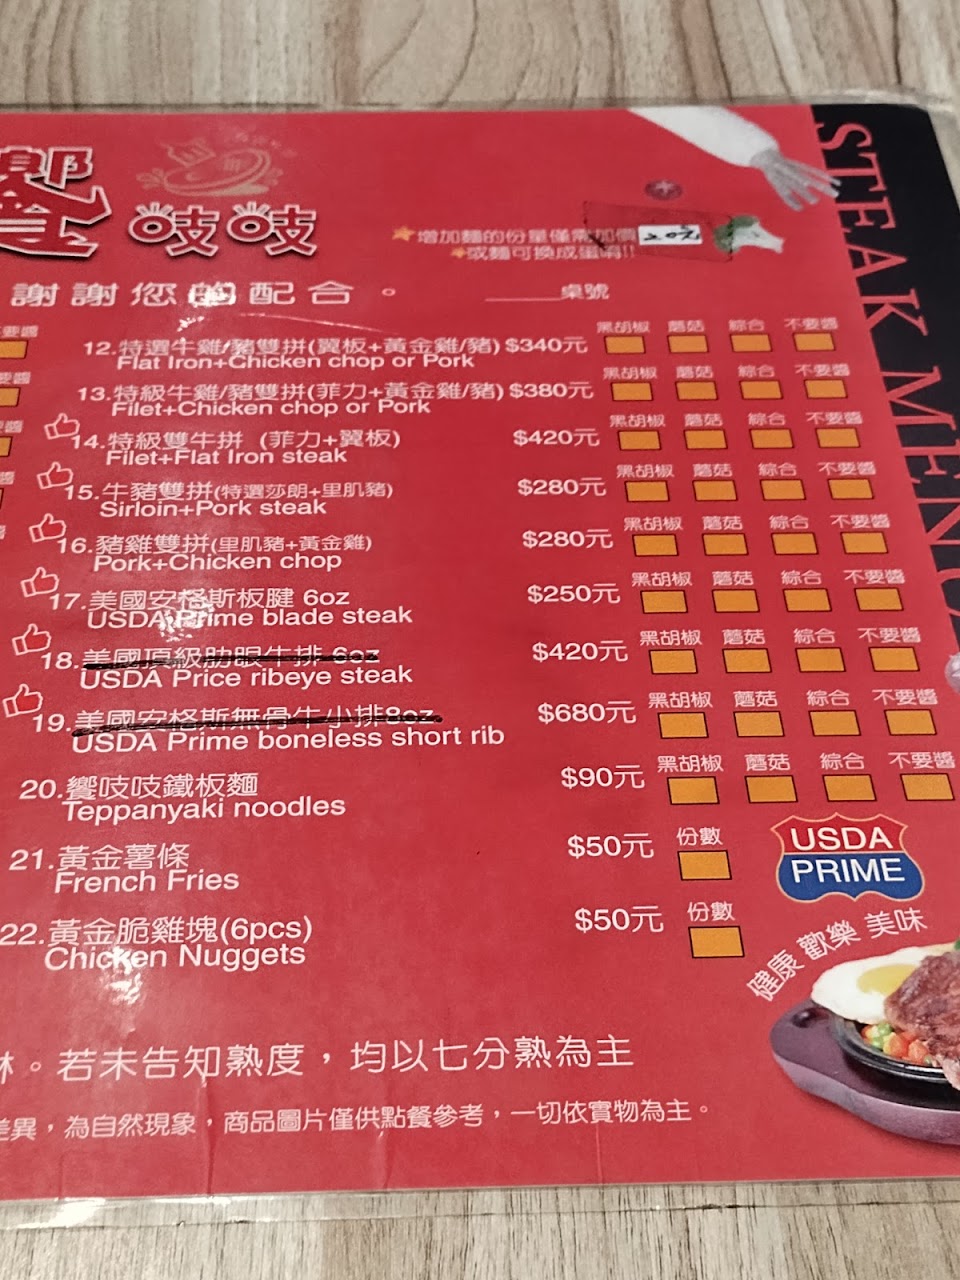 饗 吱吱
增加麵的份量僅需加價20元
或麵可換成蛋唷!!
謝謝您的配合。 ______桌號
STEAK MENU
黑胡椒 蘑菇 綜合 不要醬
12.特選牛雞/豬雙拼(翼板+黃金雞/豬) $340元
Flat Iron+Chicken chop or Pork
黑胡椒 蘑菇 綜合 不要醬
13.特級牛雞/豬雙拼(菲力+黃金雞/豬) $380元
Filet+Chicken chop or Pork
黑胡椒 蘑菇 綜合 不要醬
14.特級雙牛拼 (菲力+翼板) $420元
Filet+Flat Iron steak
黑胡椒 蘑菇 綜合 不要醬
15.牛豬雙拼(特選莎朗+里肌豬) $280元
Sirloin+Pork steak
黑胡椒 蘑菇 綜合 不要醬
16.豬雞雙拼(里肌豬+黃金雞) $280元
Pork+Chicken chop
黑胡椒 蘑菇 綜合 不要醬
17.美國安格斯板腱 6oz $250元
USDA Prime blade steak
黑胡椒 蘑菇 綜合 不要醬
18.美國頂級肋眼牛排 6oz $420元
USDA Price ribeye steak
黑胡椒 蘑菇 綜合 不要醬
19.美國安格斯無骨牛小排8oz $680元
USDA Prime boneless short rib
黑胡椒 蘑菇 綜合 不要醬
20.饗吱吱鐵板麵 $90元
Teppanyaki noodles
21.黃金薯條 $50元 份數
French Fries
USDA
PRIME
22.黃金脆雞塊(6pcs) $50元 份數
Chicken Nuggets
健康 歡樂 美味
。若未告知熟度，均以七分熟為主
差異，為自然現象，商品圖片僅供點餐參考，一切依實物為主。